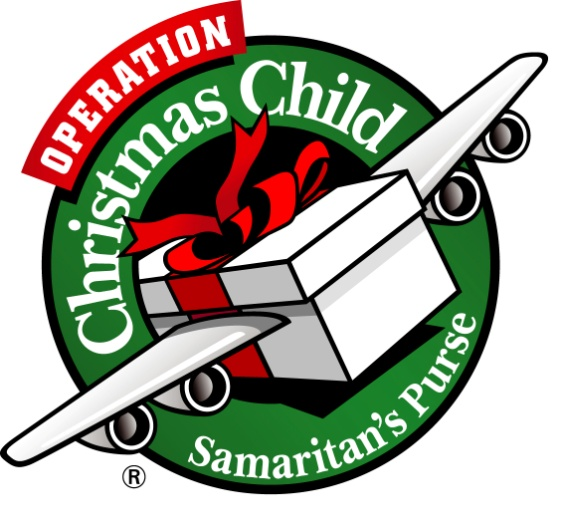 OPERATION
Christmas Child
Samaritan's Purse
®